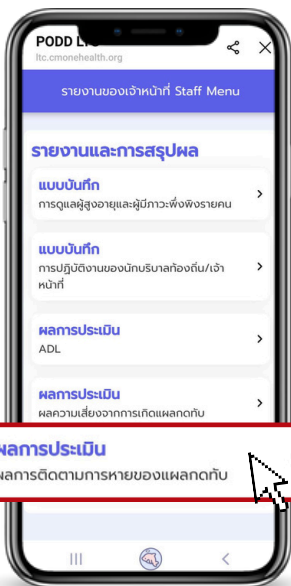 PODD LTC
ltc.cmonehealth.org
รายงานของเจ้าหน้าที่ Staff Menu
รายงานและการสรุปผล
แบบบันทึก
การดูแลผู้สูงอายุและผู้มีภาวะพึ่งพิงรายคน
แบบบันทึก
การปฏิบัติงานของนักบริบาลท้องถิ่น/เจ้า
หน้าที่
ผลการประเมิน
ADL
ผลการประเมิน
ผลความเสี่ยงจากการเกิดแผลกดทับ
ผลการประเมิน
ผลการติดตามการหายของแผลกดทับ